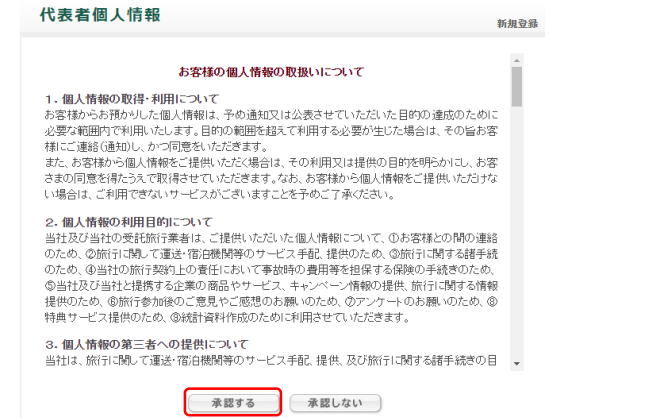 代表者個人情報
新規登録
お客様の個人情報の取扱いについて
1. 個人情報の取得・利用について
お客様からお預かりした個人情報は、予め通知又は公表させていただいた目的の達成のために
必要な範囲内で利用いたします。目的の範囲を超えて利用する必要が生じた場合は、その旨お客
様にご連絡(通知)し、かつ同意をいただきます。
また、お客様から個人情報をご提供いただく場合は、その利用又は提供の目的を明らかにし、お客
さまの同意を得たうえで取得させていただきます。なお、お客様から個人情報をご提供いただけな
い場合は、ご利用できないサービスがございますことを予めご了承ください。
2. 個人情報の利用目的について
当社及び当社の受託旅行業者は、ご提供いただいた個人情報について、①お客様との間の連絡
のため、②旅行に関して運送・宿泊機関等のサービス手配、提供のため、③旅行に関する諸手続
のため、④当社の旅行契約上の責任において事故時の費用等を担保する保険の手続きのため、
⑤当社及び当社と提携する企業の商品やサービス、キャンペーン情報の提供、旅行に関する情報
提供のため、⑥旅行参加後のご意見やご感想のお願いのため、⑦アンケートのお願いのため、⑧
特典サービス提供のため、⑨統計資料作成のために利用させていただきます。
3. 個人情報の第三者への提供について
当社は、旅行に関して運送・宿泊機関等のサービス手配、提供、及び旅行に関する諸手続きの目
承認する
承認しない